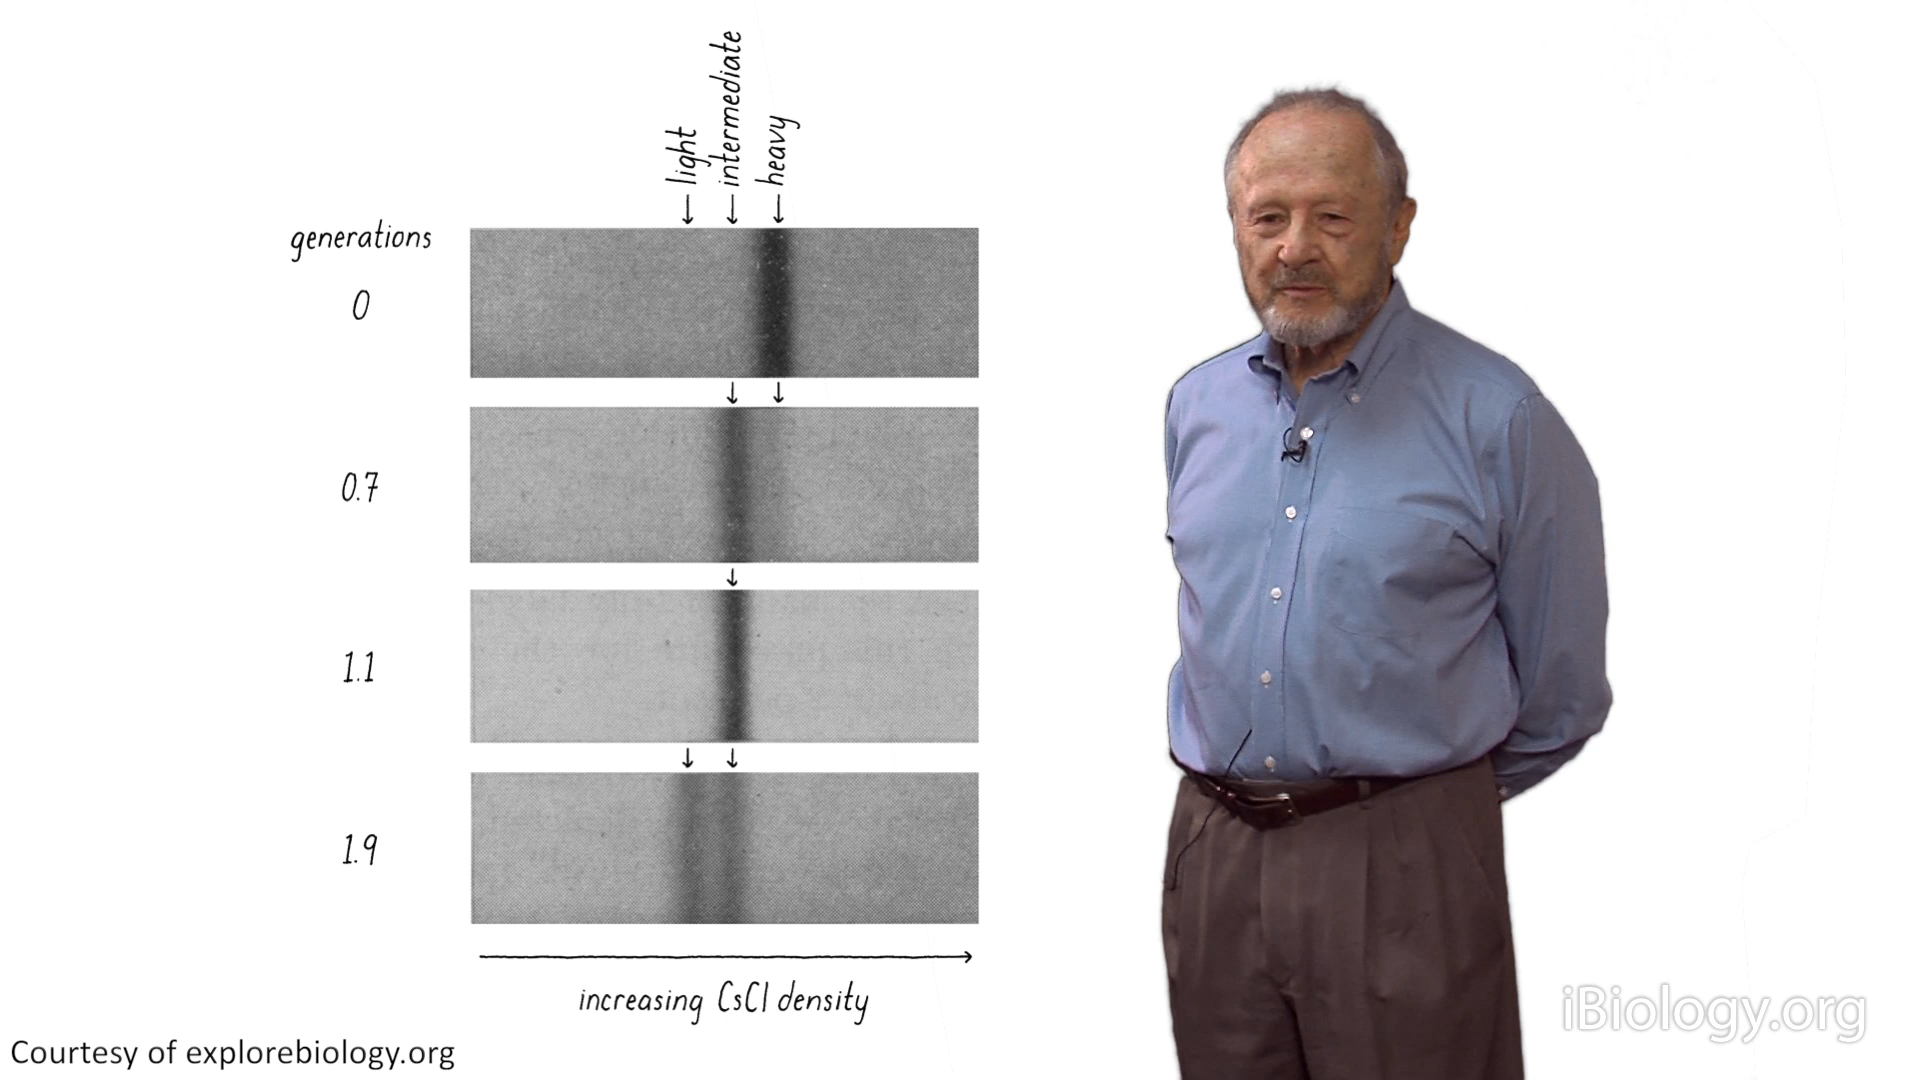 light
intermediate
heavy
generations
0
0.7
1.1
1.9
increasing CsCl density
Courtesy of explorebiology.org
iBiology.org